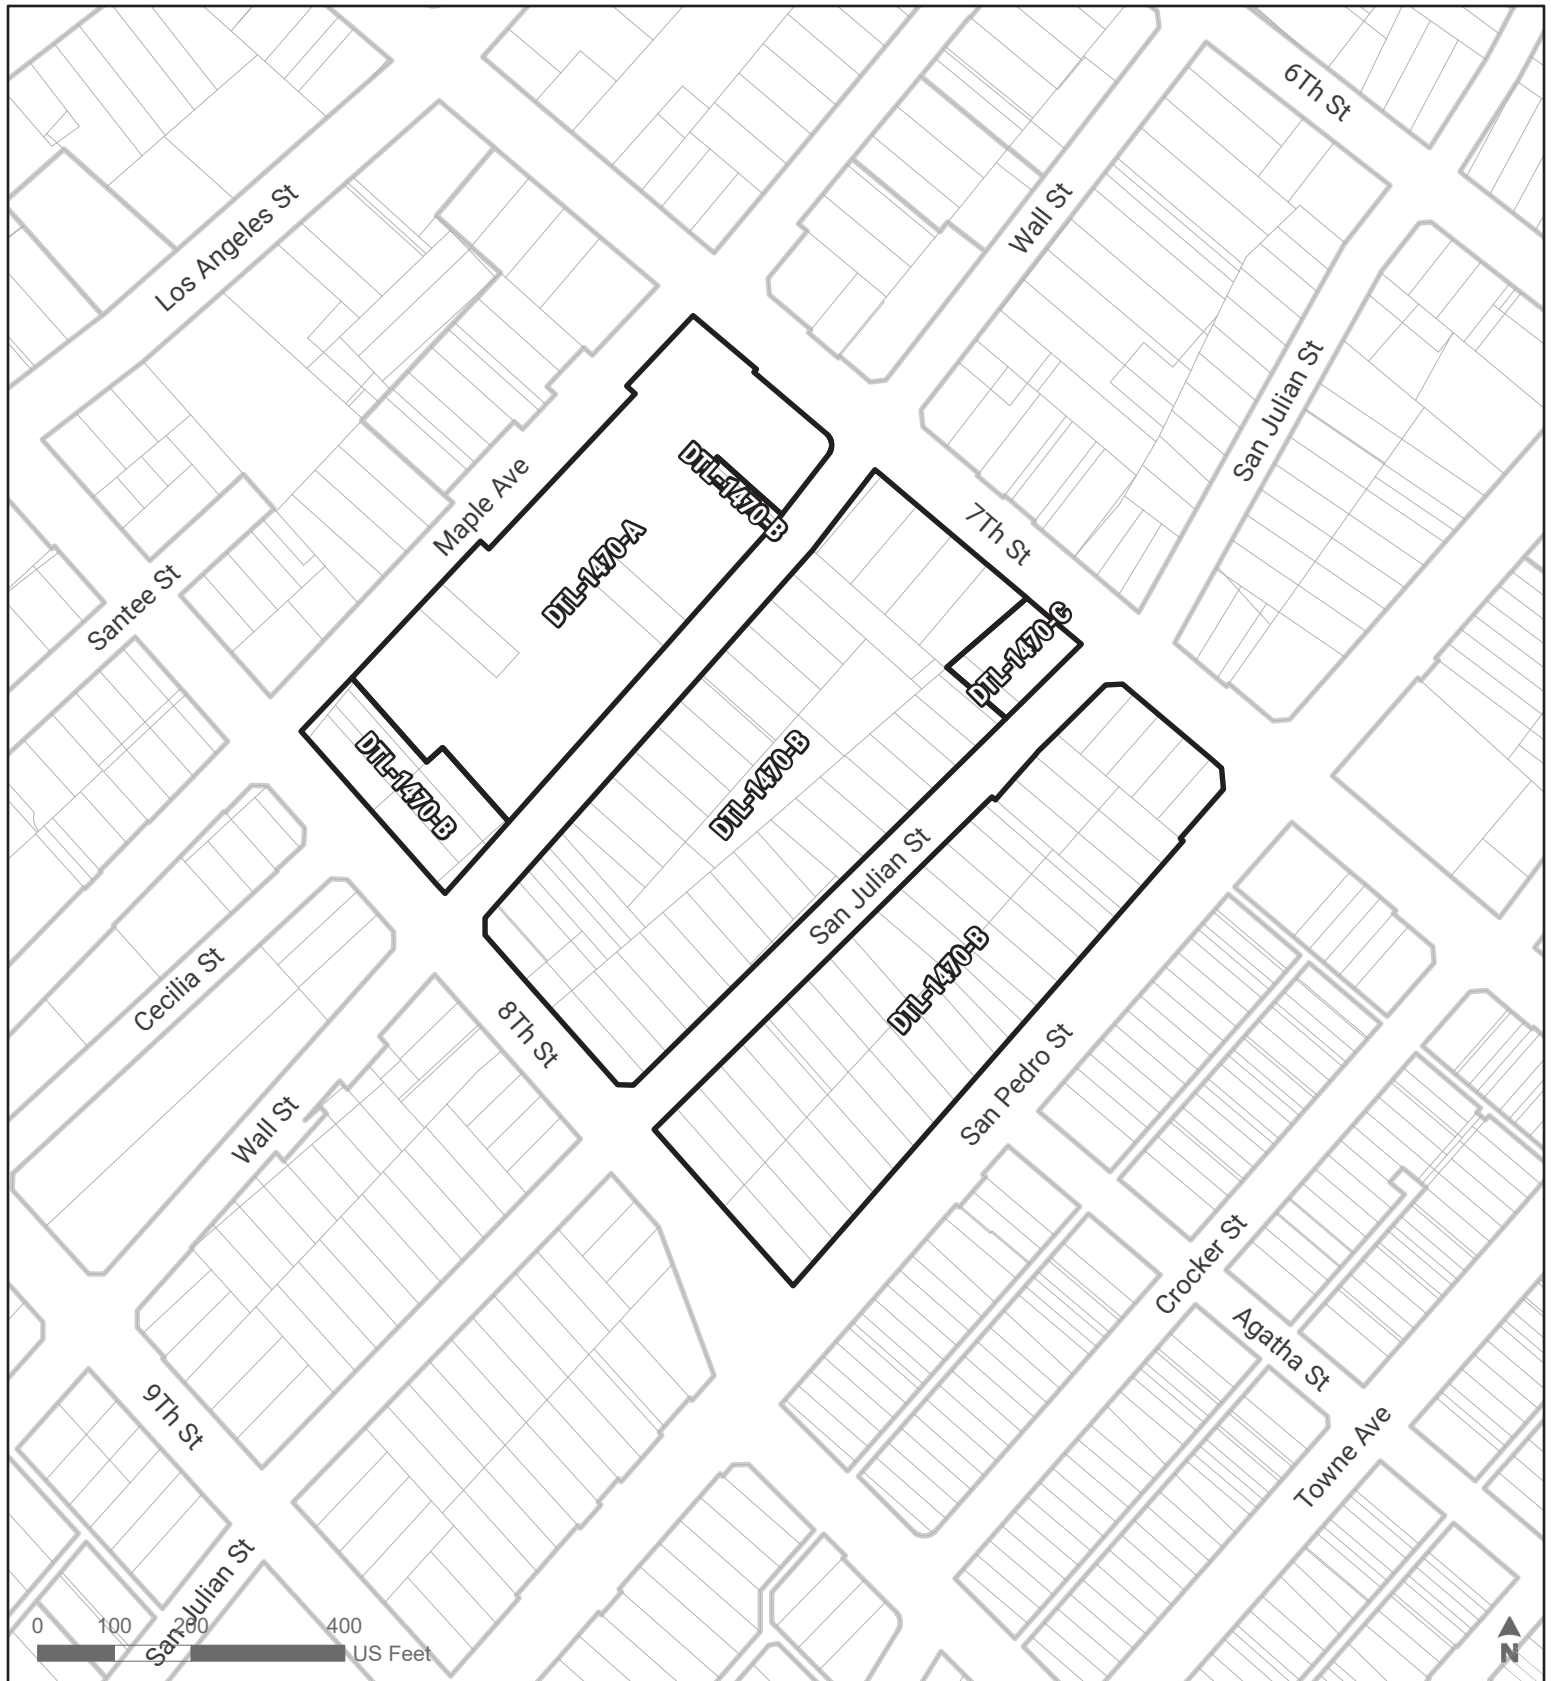 6Th St
Wall St
Los Angeles St
San Julian St
Maple Ave
DTL-1470-B
7Th St
DTL-1470-A
Santee St
DTL-1470-C
DTL-1470-B
DTL-1470-B
San Julian St
DTL-1470-B
Cecilia St
8Th St
San Pedro St
Wall St
Crocker St
Agatha St
9Th St
Towne Ave
San Julian St
0 100 200 400
US Feet
N